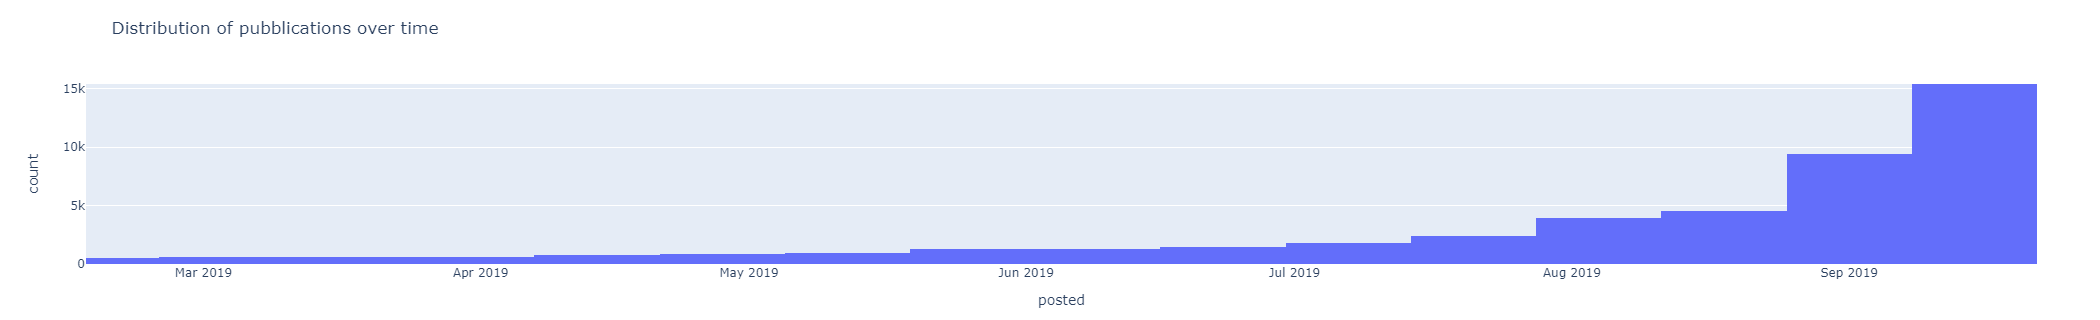 Distribution of pubblications over time
15k
10k
5k
0
count
Mar 2019 Apr 2019 May 2019 Jun 2019 Jul 2019 Aug 2019 Sep 2019
posted